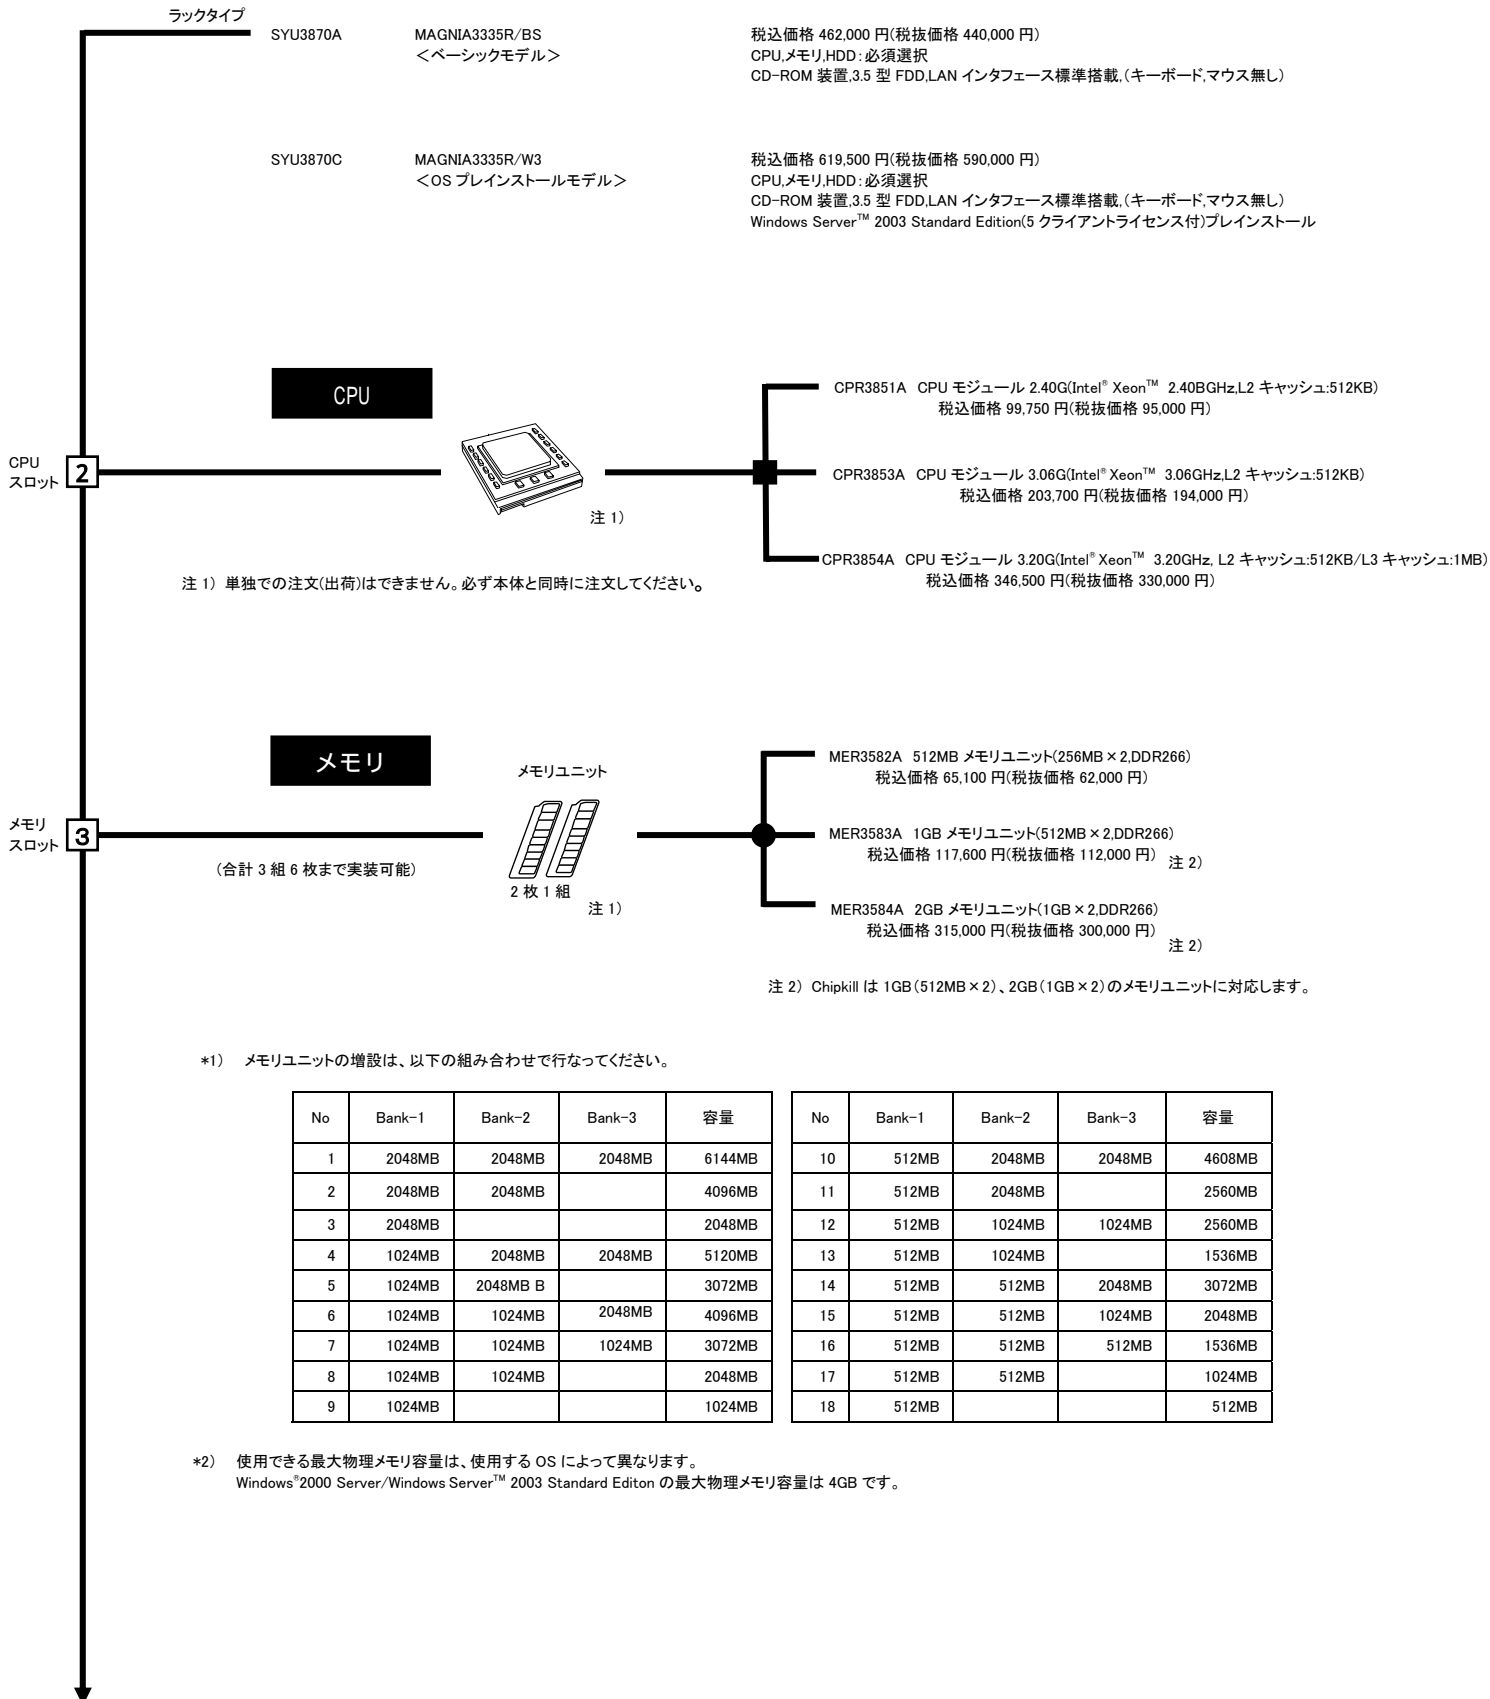 ラックタイプ
SYU3870A MAGNIA3335R/BS 税込価格 462,000 円(税抜価格 440,000 円)
＜ベーシックモデル＞ CPU,メモリ,HDD:必須選択
CD-ROM 装置,3.5 型 FDD,LAN インタフェース標準搭載,(キーボード,マウス無し)
SYU3870C MAGNIA3335R/W3 税込価格 619,500 円(税抜価格 590,000 円)
＜OS プレインストールモデル＞ CPU,メモリ,HDD:必須選択
CD-ROM 装置,3.5 型 FDD,LAN インタフェース標準搭載,(キーボード,マウス無し)
Windows Server™ 2003 Standard Edition(5 クライアントライセンス付)プレインストール
CPU
CPR3851A CPU モジュール 2.40G(Intel® Xeon™ 2.40BGHz,L2 キャッシュ:512KB)
税込価格 99,750 円(税抜価格 95,000 円)
CPU
スロット
2
CPR3853A CPU モジュール 3.06G(Intel® Xeon™ 3.06GHz,L2 キャッシュ:512KB)
税込価格 203,700 円(税抜価格 194,000 円)
注 1)
CPR3854A CPU モジュール 3.20G(Intel® Xeon™ 3.20GHz, L2 キャッシュ:512KB/L3 キャッシュ:1MB)
税込価格 346,500 円(税抜価格 330,000 円)
注 1) 単独での注文(出荷)はできません。必ず本体と同時に注文してください。
メモリ
メモリユニット
MER3582A 512MB メモリユニット(256MB×2,DDR266)
税込価格 65,100 円(税抜価格 62,000 円)
メモリ
スロット
3
MER3583A 1GB メモリユニット(512MB×2,DDR266)
税込価格 117,600 円(税抜価格 112,000 円) 注 2)
(合計 3 組 6 枚まで実装可能)
2 枚 1 組
注 1)
MER3584A 2GB メモリユニット(1GB×2,DDR266)
税込価格 315,000 円(税抜価格 300,000 円)
注 2)
注 2) Chipkill は 1GB(512MB×2)、2GB(1GB×2)のメモリユニットに対応します。
*1) メモリユニットの増設は、以下の組み合わせで行なってください。
No Bank-1 Bank-2 Bank-3 容量 No Bank-1 Bank-2 Bank-3 容量
1 2048MB 2048MB 2048MB 6144MB 10 512MB 2048MB 2048MB 4608MB
2 2048MB 2048MB 4096MB 11 512MB 2048MB 2560MB
3 2048MB 2048MB 12 512MB 1024MB 1024MB 2560MB
4 1024MB 2048MB 2048MB 5120MB 13 512MB 1024MB 1536MB
5 1024MB 2048MB B 3072MB 14 512MB 512MB 2048MB 3072MB
6 1024MB 1024MB 2048MB 4096MB 15 512MB 512MB 1024MB 2048MB
7 1024MB 1024MB 1024MB 3072MB 16 512MB 512MB 512MB 1536MB
8 1024MB 1024MB 2048MB 17 512MB 512MB 1024MB
9 1024MB 1024MB 18 512MB 512MB
*2) 使用できる最大物理メモリ容量は、使用する OS によって異なります。
Windows®2000 Server/Windows Server™ 2003 Standard Editon の最大物理メモリ容量は 4GB です。